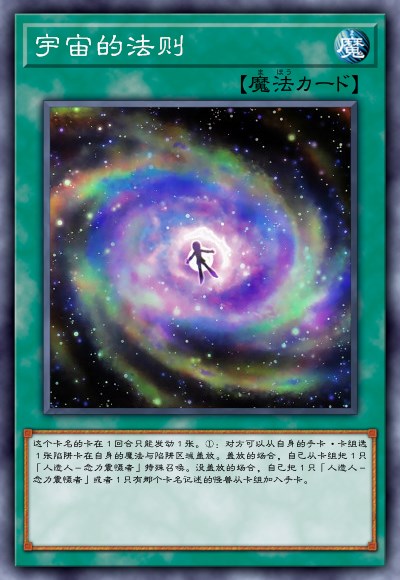 宇宙的法则
魔
【魔法カード】
まほう
这个卡名的卡在1回合只能发动1张。①：对方可以从自身的手卡·卡组选
1张陷阱卡在自身的魔法与陷阱区域盖放。盖放的场合，自己从卡组把1只
「人造人-念力震慑者」特殊召唤。没盖放的场合，自己把1只「人造人-
念力震慑者」或者1只有那个卡名记述的怪兽从卡组加入手卡。